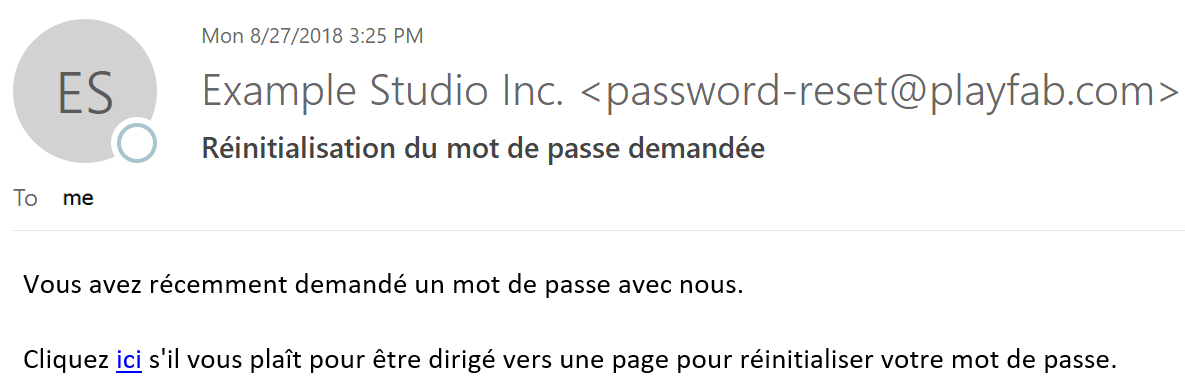 ES
Mon 8/27/2018 3:25 PM
Example Studio Inc. <password-reset@playfab.com>
Réinitialisation du mot de passe demandée
To me
Vous avez récemment demandé un mot de passe avec nous.
Cliquez ici s'il vous plaît pour être dirigé vers une page pour réinitialiser votre mot de passe.